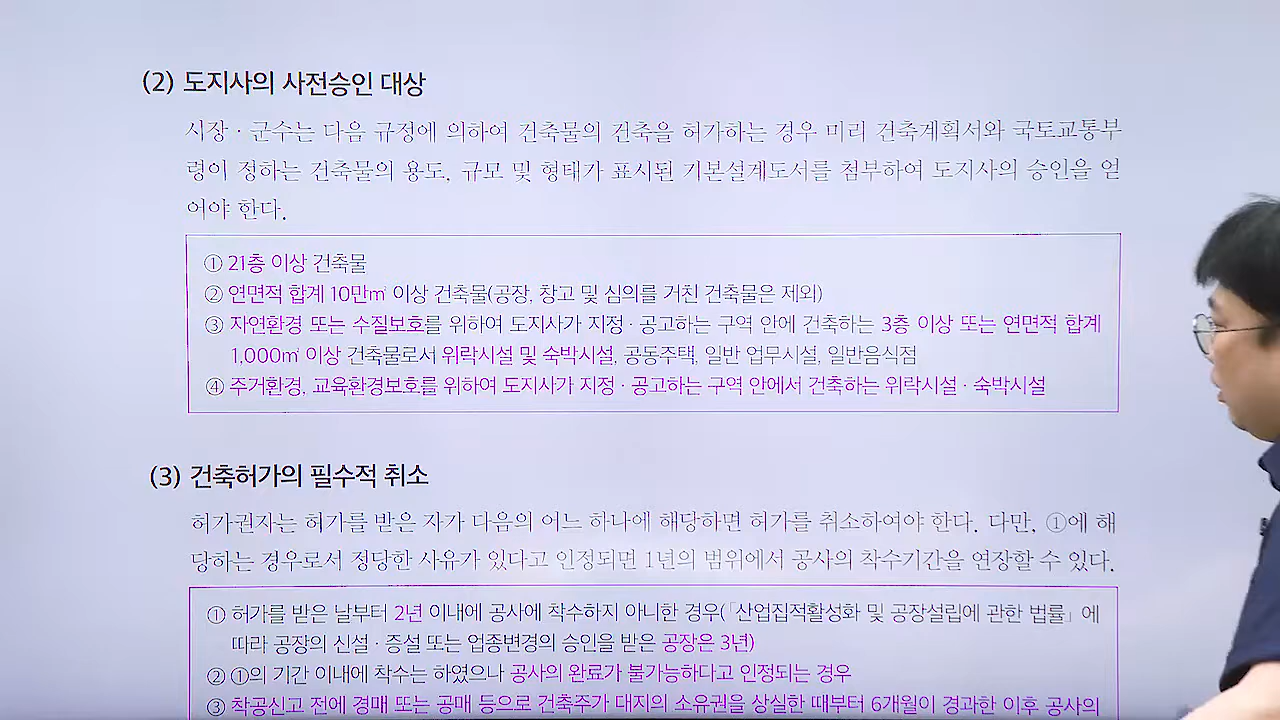 (2) 도지사의 사전승인 대상
시장·군수는 다음 규정에 의하여 건축물의 건축을 허가하는 경우 미리 건축계획서와 국토교통부
령이 정하는 건축물의 용도, 규모 및 형태가 표시된 기본설계도서를 첨부하여 도지사의 승인을 얻
어야 한다.
① 21층 이상 건축물
② 연면적 합계 10만㎡ 이상 건축물(공장, 창고 및 심의를 거친 건축물은 제외)
③ 자연환경 또는 수질보호를 위하여 도지사가 지정·공고하는 구역 안에 건축하는 3층 이상 또는 연면적 합계
1,000㎡ 이상 건축물로서 위락시설 및 숙박시설, 공동주택, 일반 업무시설, 일반음식점
④ 주거환경, 교육환경보호를 위하여 도지사가 지정·공고하는 구역 안에서 건축하는 위락시설·숙박시설
(3) 건축허가의 필수적 취소
허가권자는 허가를 받은 자가 다음의 어느 하나에 해당하면 허가를 취소하여야 한다. 다만, ①에 해
당하는 경우로서 정당한 사유가 있다고 인정되면 1년의 범위에서 공사의 착수기간을 연장할 수 있다.
① 허가를 받은 날부터 2년 이내에 공사에 착수하지 아니한 경우(「산업집적활성화 및 공장설립에 관한 법률」에
따라 공장의 신설·증설 또는 업종변경의 승인을 받은 공장은 3년)
② ①의 기간 이내에 착수는 하였으나 공사의 완료가 불가능하다고 인정되는 경우
③ 착공신고 전에 경매 또는 공매 등으로 건축주가 대지의 소유권을 상실한 때부터 6개월이 경과한 이후 공사의